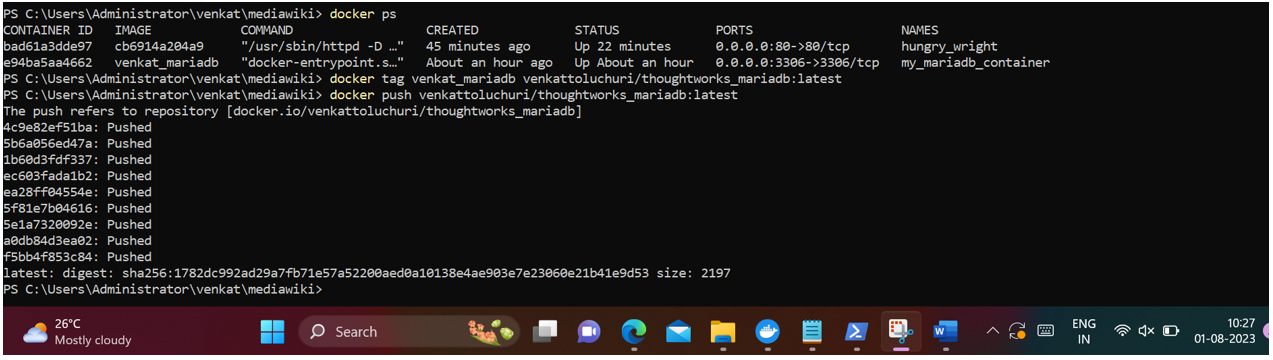 PS C:\Users\Administrator\venkat\mediawiki> docker ps
CONTAINER ID   IMAGE            COMMAND                  CREATED             STATUS             PORTS                    NAMES
bad61a3dde97   cb6914a204a9     "/usr/sbin/httpd -D …"   45 minutes ago      Up 22 minutes      0.0.0.0:80->80/tcp       hungry_wright
e94ba5aa4662   venkat_mariadb   "docker-entrypoint.s…"   About an hour ago   Up About an hour   0.0.0.0:3306->3306/tcp   my_mariadb_container
PS C:\Users\Administrator\venkat\mediawiki> docker tag venkat_mariadb venkattoluchuri/thoughtworks_mariadb:latest
PS C:\Users\Administrator\venkat\mediawiki> docker push venkattoluchuri/thoughtworks_mariadb:latest
The push refers to repository [docker.io/venkattoluchuri/thoughtworks_mariadb]
4c9e82ef51ba: Pushed
5b6a056ed47a: Pushed
1b60d3fdf337: Pushed
ec603fada1b2: Pushed
ea28ff04554e: Pushed
5f81e7b04616: Pushed
5e1a7320092e: Pushed
a0db84d3ea02: Pushed
f5bb4f853c84: Pushed
latest: digest: sha256:1782dc992ad29a7fb71e57a52200aed0a10138e4ae903e7e23060e21b41e9d53 size: 2197
PS C:\Users\Administrator\venkat\mediawiki>
26°C
Mostly cloudy
Search
ENG
IN
10:27
01-08-2023